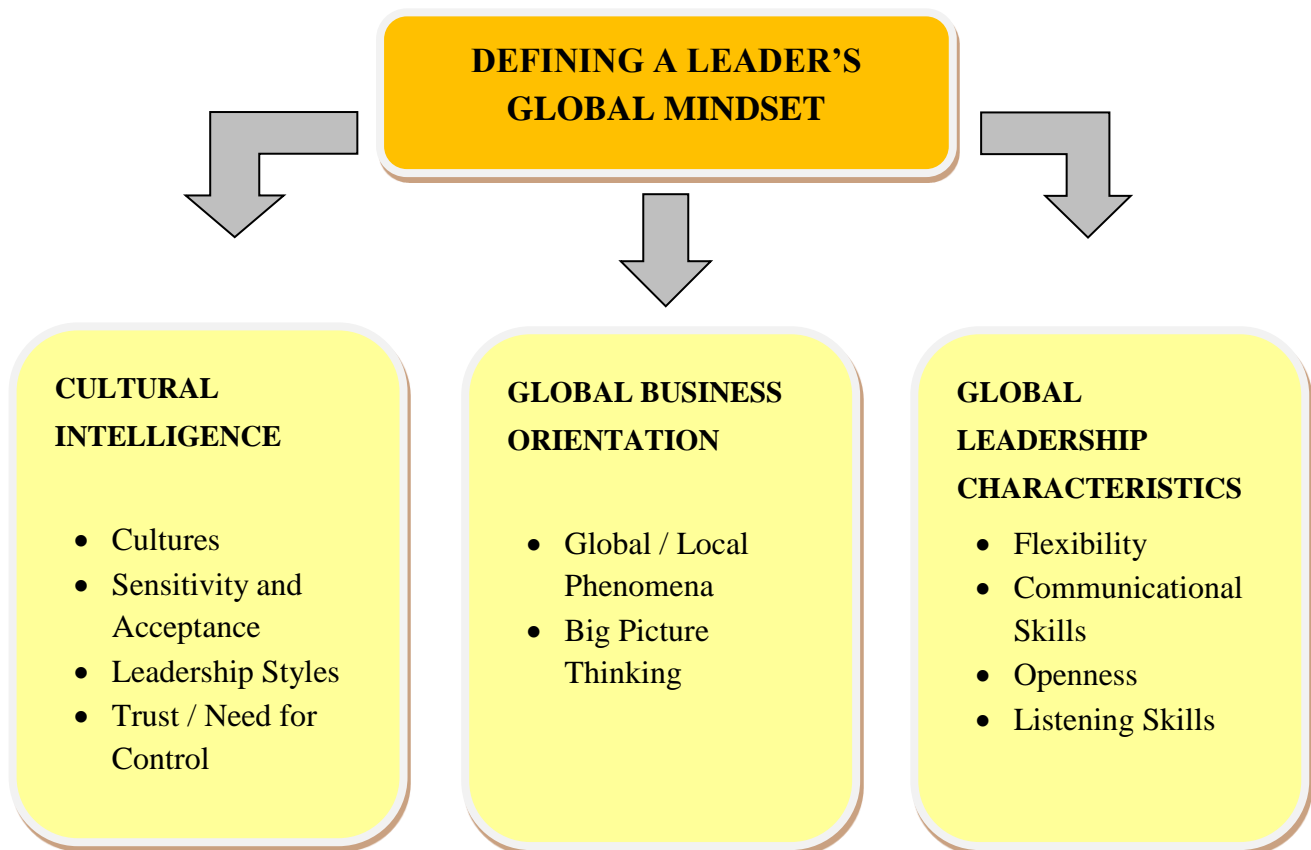 DEFINING A LEADER’S
GLOBAL MINDSET
CULTURAL
INTELLIGENCE
• Cultures
• Sensitivity and
Acceptance
• Leadership Styles
• Trust / Need for
Control
GLOBAL BUSINESS
ORIENTATION
• Global / Local
Phenomena
• Big Picture
Thinking
GLOBAL
LEADERSHIP
CHARACTERISTICS
• Flexibility
• Communicational
Skills
• Openness
• Listening Skills